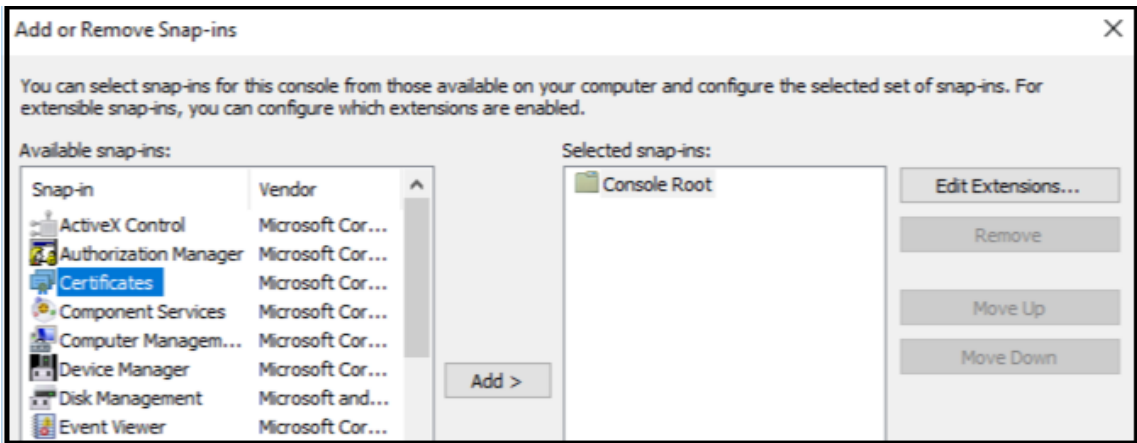 Add or Remove Snap-ins
You can select snap-ins for this console from those available on your computer and configure the selected set of snap-ins. For
extensible snap-ins, you can configure which extensions are enabled.
Available snap-ins:
Snap-in Vendor
ActiveX Control Microsoft Cor...
Authorization Manager Microsoft Cor...
Certificates Microsoft Cor...
Component Services Microsoft Cor...
Computer Managem... Microsoft Cor...
Device Manager Microsoft Cor...
Disk Management Microsoft and...
Event Viewer Microsoft Cor...
Add >
Selected snap-ins:
Console Root
Edit Extensions...
Remove
Move Up
Move Down